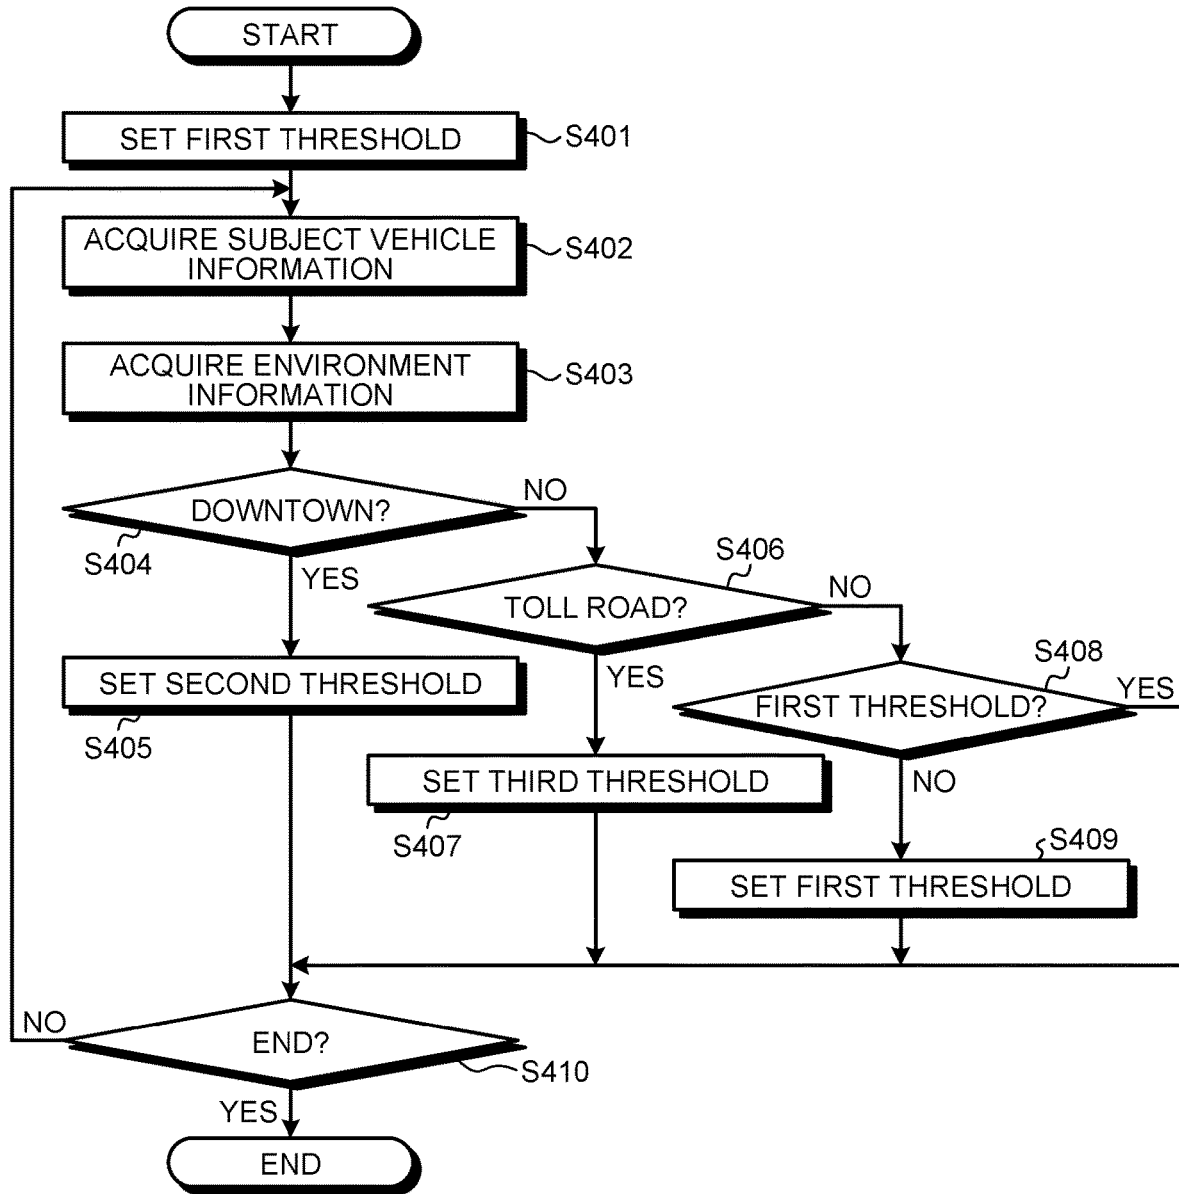 START
SET FIRST THRESHOLD
S401
ACQUIRE SUBJECT VEHICLE
INFORMATION
S402
ACQUIRE ENVIRONMENT
INFORMATION
S403
DOWNTOWN?
NO
S404
YES
S406
TOLL ROAD?
NO
YES
SET SECOND THRESHOLD
S405
S408
FIRST THRESHOLD?
YES
NO
SET THIRD THRESHOLD
S407
S409
SET FIRST THRESHOLD
NO
END?
S410
YES
END